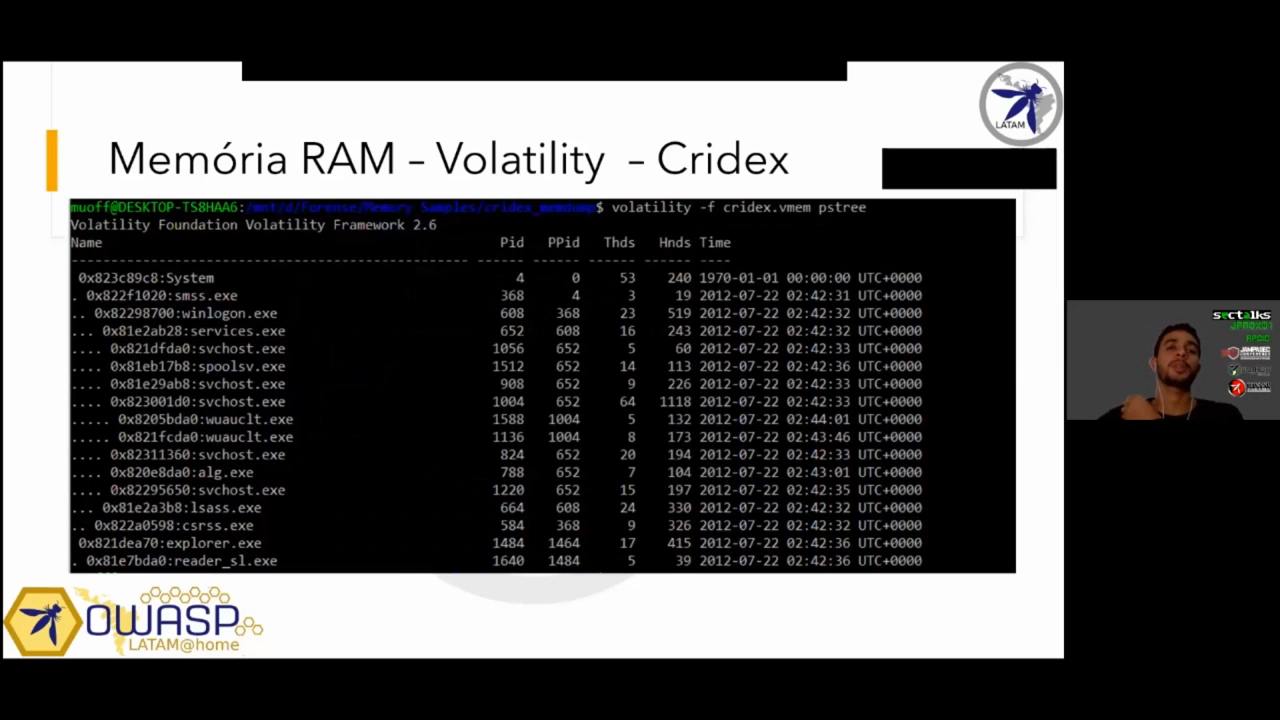 LATAM
Memória RAM – Volatility – Cridex
muoff@DESKTOP-TS8HAA6:/mnt/d/Forense/Memory Samples/cridex_memdump$ volatility -f cridex.vmem pstree
Volatility Foundation Volatility Framework 2.6
Name Pid PPid Thds Hnds Time
-------------------------------------------------- ------ ------ ------ ------ ----
0x823c89c8:System 4 0 53 240 1970-01-01 00:00:00 UTC+0000
. 0x822f1020:smss.exe 368 4 3 19 2012-07-22 02:42:31 UTC+0000
.. 0x82298700:winlogon.exe 608 368 23 519 2012-07-22 02:42:32 UTC+0000
... 0x81e2ab28:services.exe 652 608 16 243 2012-07-22 02:42:32 UTC+0000
.... 0x821dfda0:svchost.exe 1056 652 5 60 2012-07-22 02:42:33 UTC+0000
.... 0x81eb17b8:spoolsv.exe 1512 652 14 113 2012-07-22 02:42:36 UTC+0000
.... 0x81e29ab8:svchost.exe 908 652 9 226 2012-07-22 02:42:33 UTC+0000
.... 0x823001d0:svchost.exe 1004 652 64 1118 2012-07-22 02:42:33 UTC+0000
..... 0x8205bda0:wuauclt.exe 1588 1004 5 132 2012-07-22 02:44:01 UTC+0000
..... 0x821fcda0:wuauclt.exe 1136 1004 8 173 2012-07-22 02:43:46 UTC+0000
.... 0x82311360:svchost.exe 824 652 20 194 2012-07-22 02:42:33 UTC+0000
.... 0x820e8da0:alg.exe 788 652 7 104 2012-07-22 02:43:01 UTC+0000
.... 0x82295650:svchost.exe 1220 652 15 197 2012-07-22 02:42:35 UTC+0000
... 0x81e2a3b8:lsass.exe 664 608 24 330 2012-07-22 02:42:32 UTC+0000
.. 0x822a0598:csrss.exe 584 368 9 326 2012-07-22 02:42:32 UTC+0000
0x821dea70:explorer.exe 1484 1464 17 415 2012-07-22 02:42:36 UTC+0000
. 0x81e7bda0:reader_sl.exe 1640 1484 5 39 2012-07-22 02:42:36 UTC+0000
OWASP
LATAM@home
sectalks